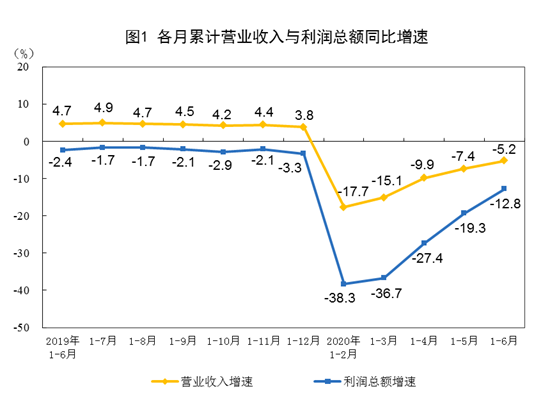 图1 各月累计营业收入与利润总额同比增速
(%)
20
10
0
-10
-20
-30
-40
-50
4.7 4.9 4.7 4.5 4.2 4.4 3.8 -17.7 -15.1 -9.9 -7.4 -5.2
-2.4 -1.7 -1.7 -2.1 -2.9 -2.1 -3.3 -38.3 -36.7 -27.4 -19.3 -12.8
2019年 1-7月 1-8月 1-9月 1-10月 1-11月 1-12月 2020年 1-3月 1-4月 1-5月 1-6月
1-6月 1-2月
营业收入增速 利润总额增速